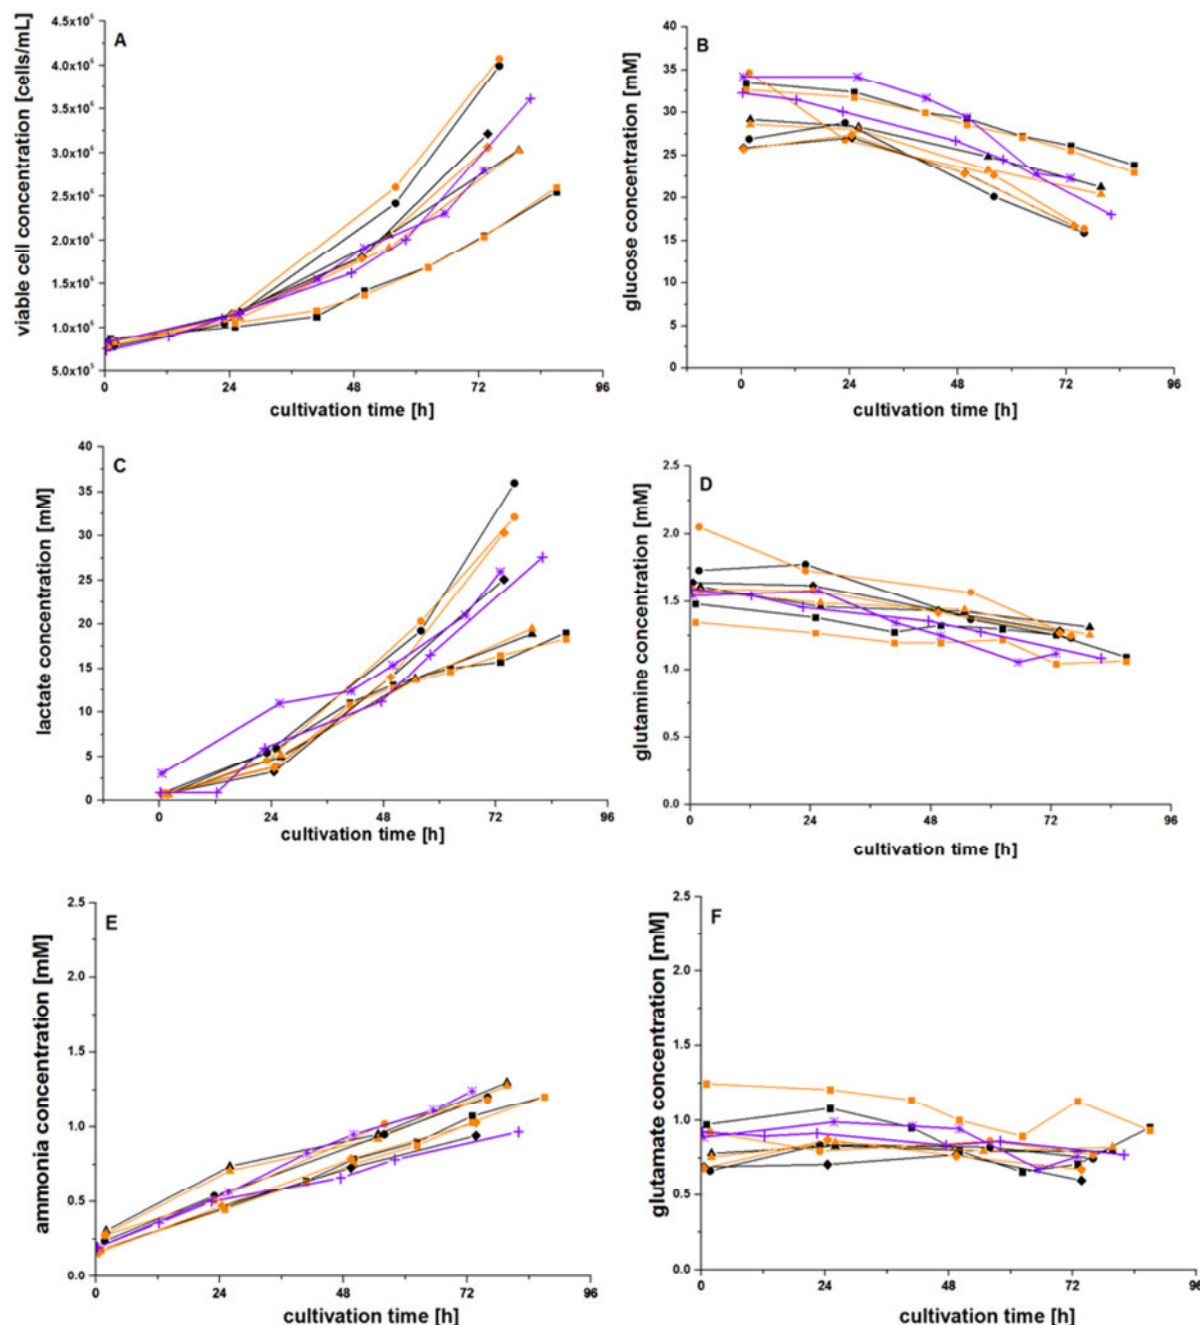 A
viable cell concentration [cells/mL]
4.5x10⁶
4.0x10⁶
3.5x10⁶
3.0x10⁶
2.5x10⁶
2.0x10⁶
1.5x10⁶
1.0x10⁶
5.0x10⁵
0 24 48 72 96
cultivation time [h]
B
glucose concentration [mM]
40
35
30
25
20
15
10
5
0
0 24 48 72 96
cultivation time [h]
C
lactate concentration [mM]
40
35
30
25
20
15
10
5
0
0 24 48 72 96
cultivation time [h]
D
glutamine concentration [mM]
2.5
2.0
1.5
1.0
0.5
0.0
0 24 48 72 96
cultivation time [h]
E
ammonia concentration [mM]
2.5
2.0
1.5
1.0
0.5
0.0
0 24 48 72 96
cultivation time [h]
F
glutamate concentration [mM]
2.5
2.0
1.5
1.0
0.5
0.0
0 24 48 72 96
cultivation time [h]